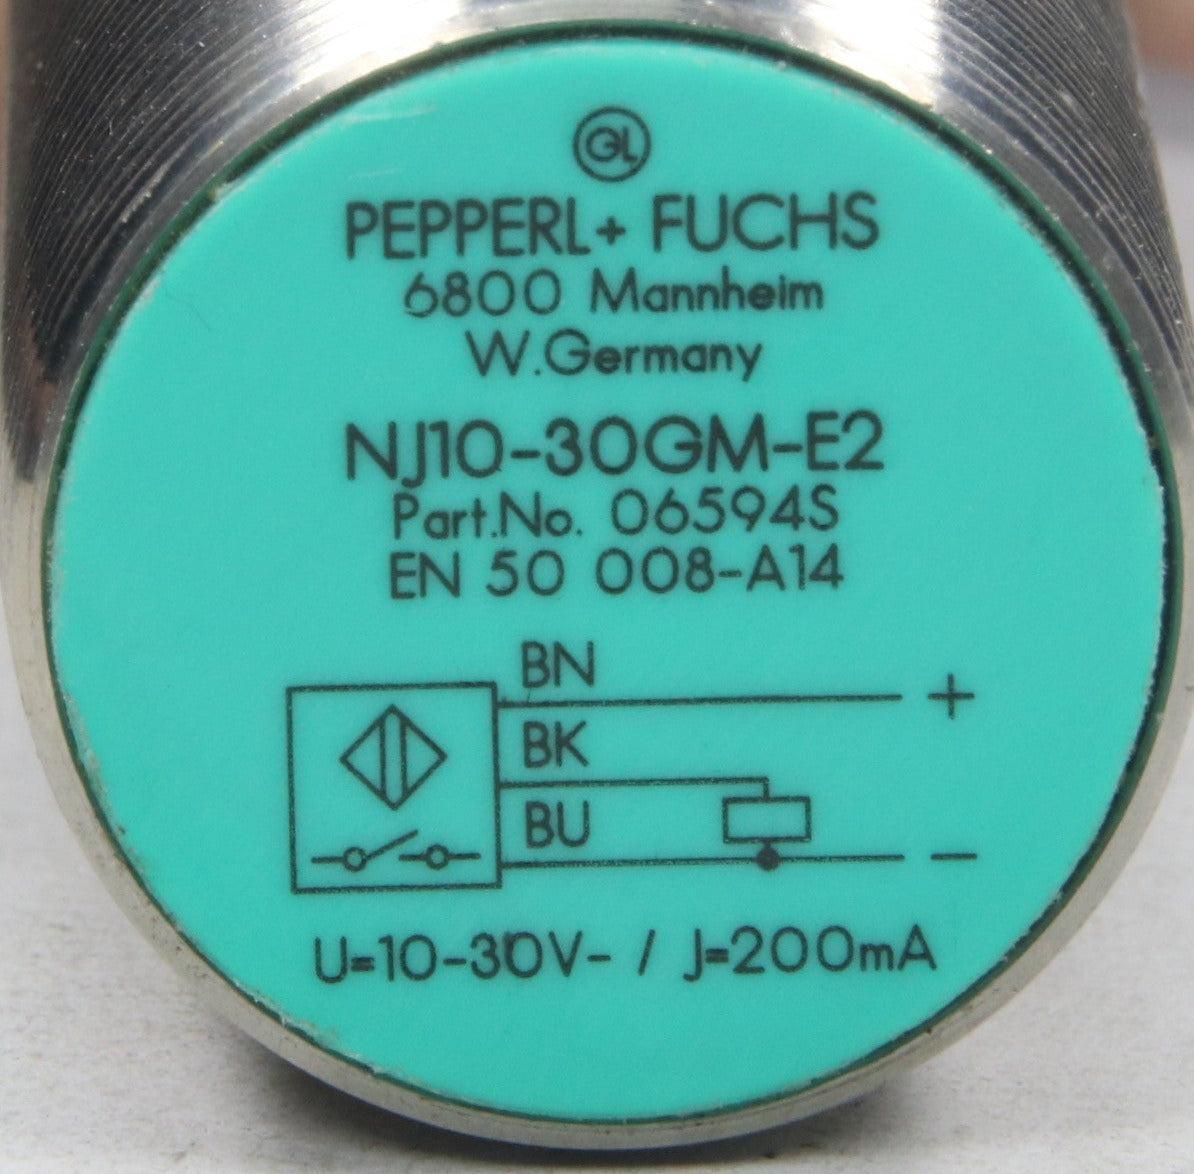 GL
PEPPERL+ FUCHS
6800 Mannheim
W.Germany
NJ10-30GM-E2
Part.No. 06594S
EN 50 008-A14
BN
+
BK
BU
-
U=10-30V- / J=200mA